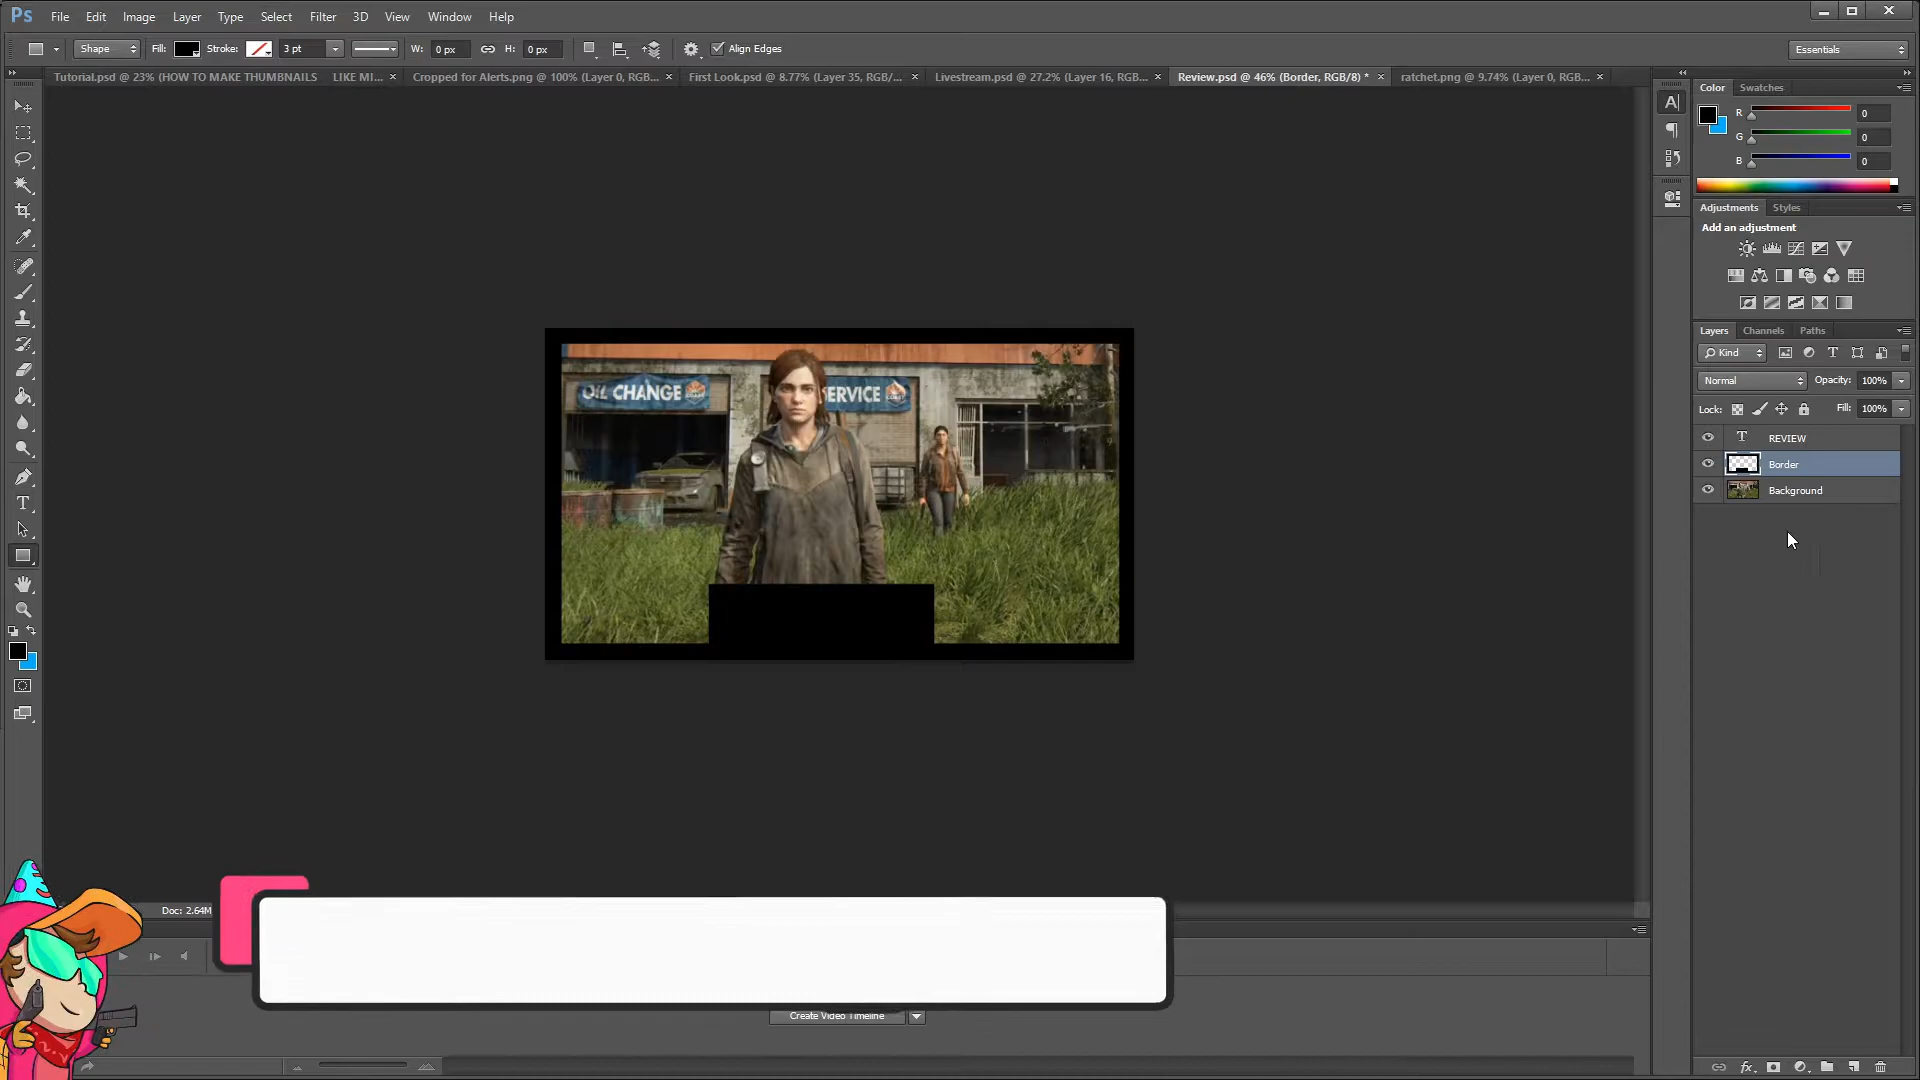 Ps File Edit Image Layer Type Select Filter 3D View Window Help
Shape Fill: Stroke: 3 pt W: 0 px H: 0 px Align Edges Essentials
Tutorial.psd @ 23% (HOW TO MAKE THUMBNAILS LIKE MI... Cropped for Alerts.png @ 100% (Layer 0, RGB... First Look.psd @ 8.77% (Layer 35, RGB/... Livestream.psd @ 27.2% (Layer 16, RGB... Review.psd @ 46% (Border, RGB/8) * ratchet.png @ 9.74% (Layer 0, RGB...
Color Swatches
R 0
G 0
B 0
Adjustments Styles
Add an adjustment
Layers Channels Paths
Kind
Normal Opacity: 100%
Lock: Fill: 100%
REVIEW
Border
Background
OIL CHANGE SERVICE
Doc: 2.64M
Create Video Timeline